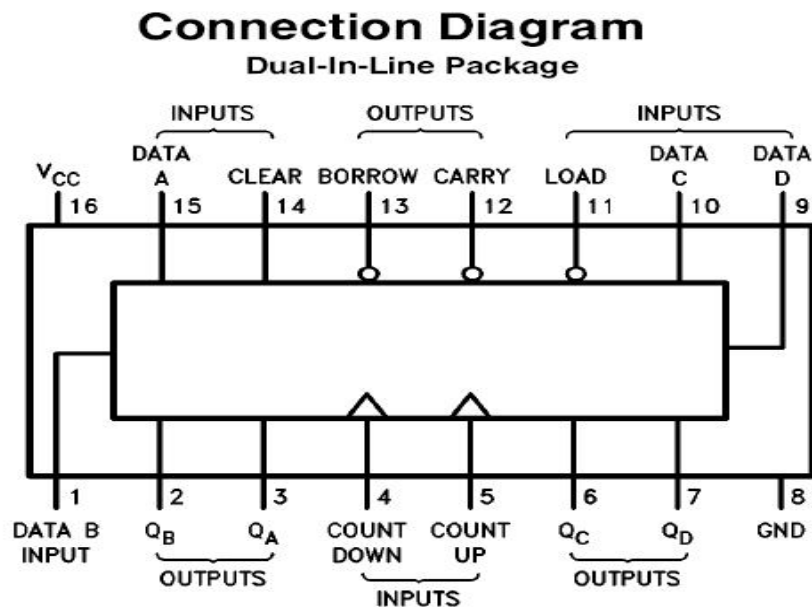 Connection Diagram
Dual-In-Line Package
INPUTS OUTPUTS INPUTS
DATA DATA DATA
VCC A CLEAR BORROW CARRY LOAD C D
16 15 14 13 12 11 10 9
1 2 3 4 5 6 7 8
DATA B QB QA COUNT COUNT QC QD GND
INPUT DOWN UP
OUTPUTS OUTPUTS
INPUTS